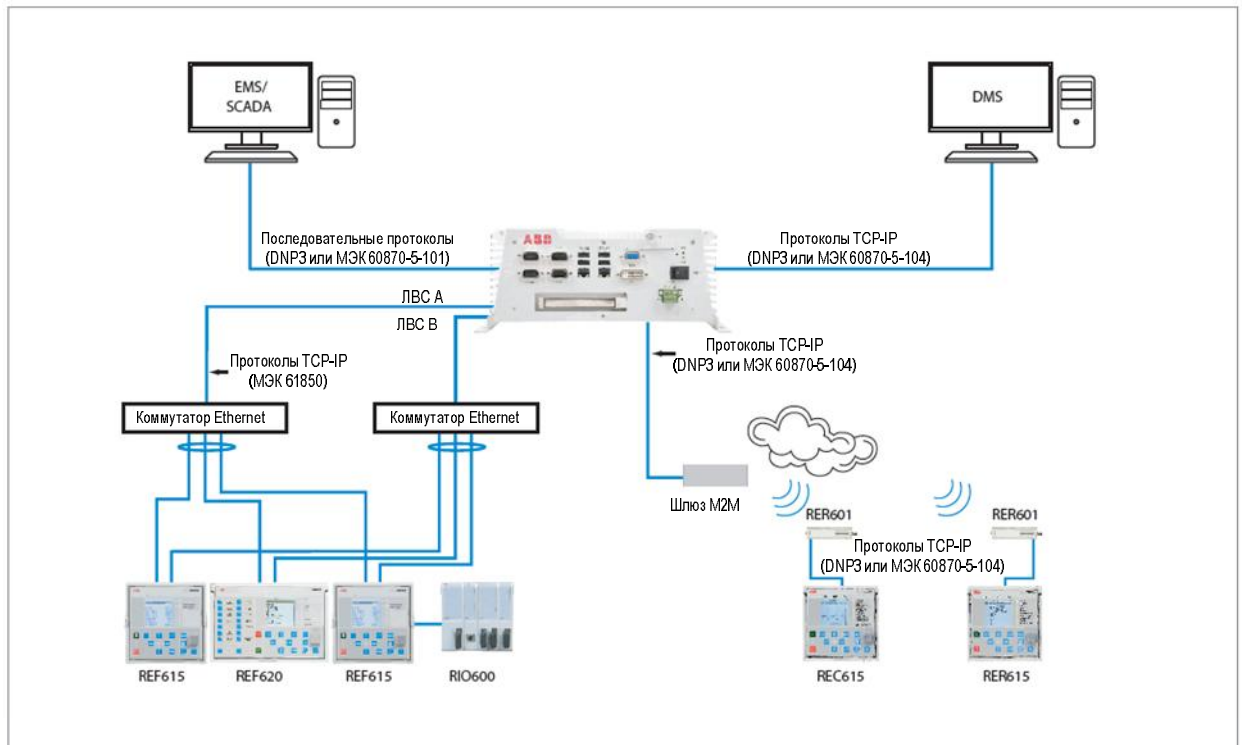 EMS/
SCADA
DMS
ABB
Последовательные протоколы
(DNP3 или МЭК 60870-5-101)
Протоколы TCP-IP
(DNP3 или МЭК 60870-5-104)
ЛВС A
ЛВС B
Протоколы TCP-IP
(МЭК 61850)
Протоколы TCP-IP
(DNP3 или МЭК 60870-5-104)
Коммутатор Ethernet
Коммутатор Ethernet
Шлюз M2M
RER601
RER601
Протоколы TCP-IP
(DNP3 или МЭК 60870-5-104)
REF615
REF620
REF615
RIO600
REC615
RER615